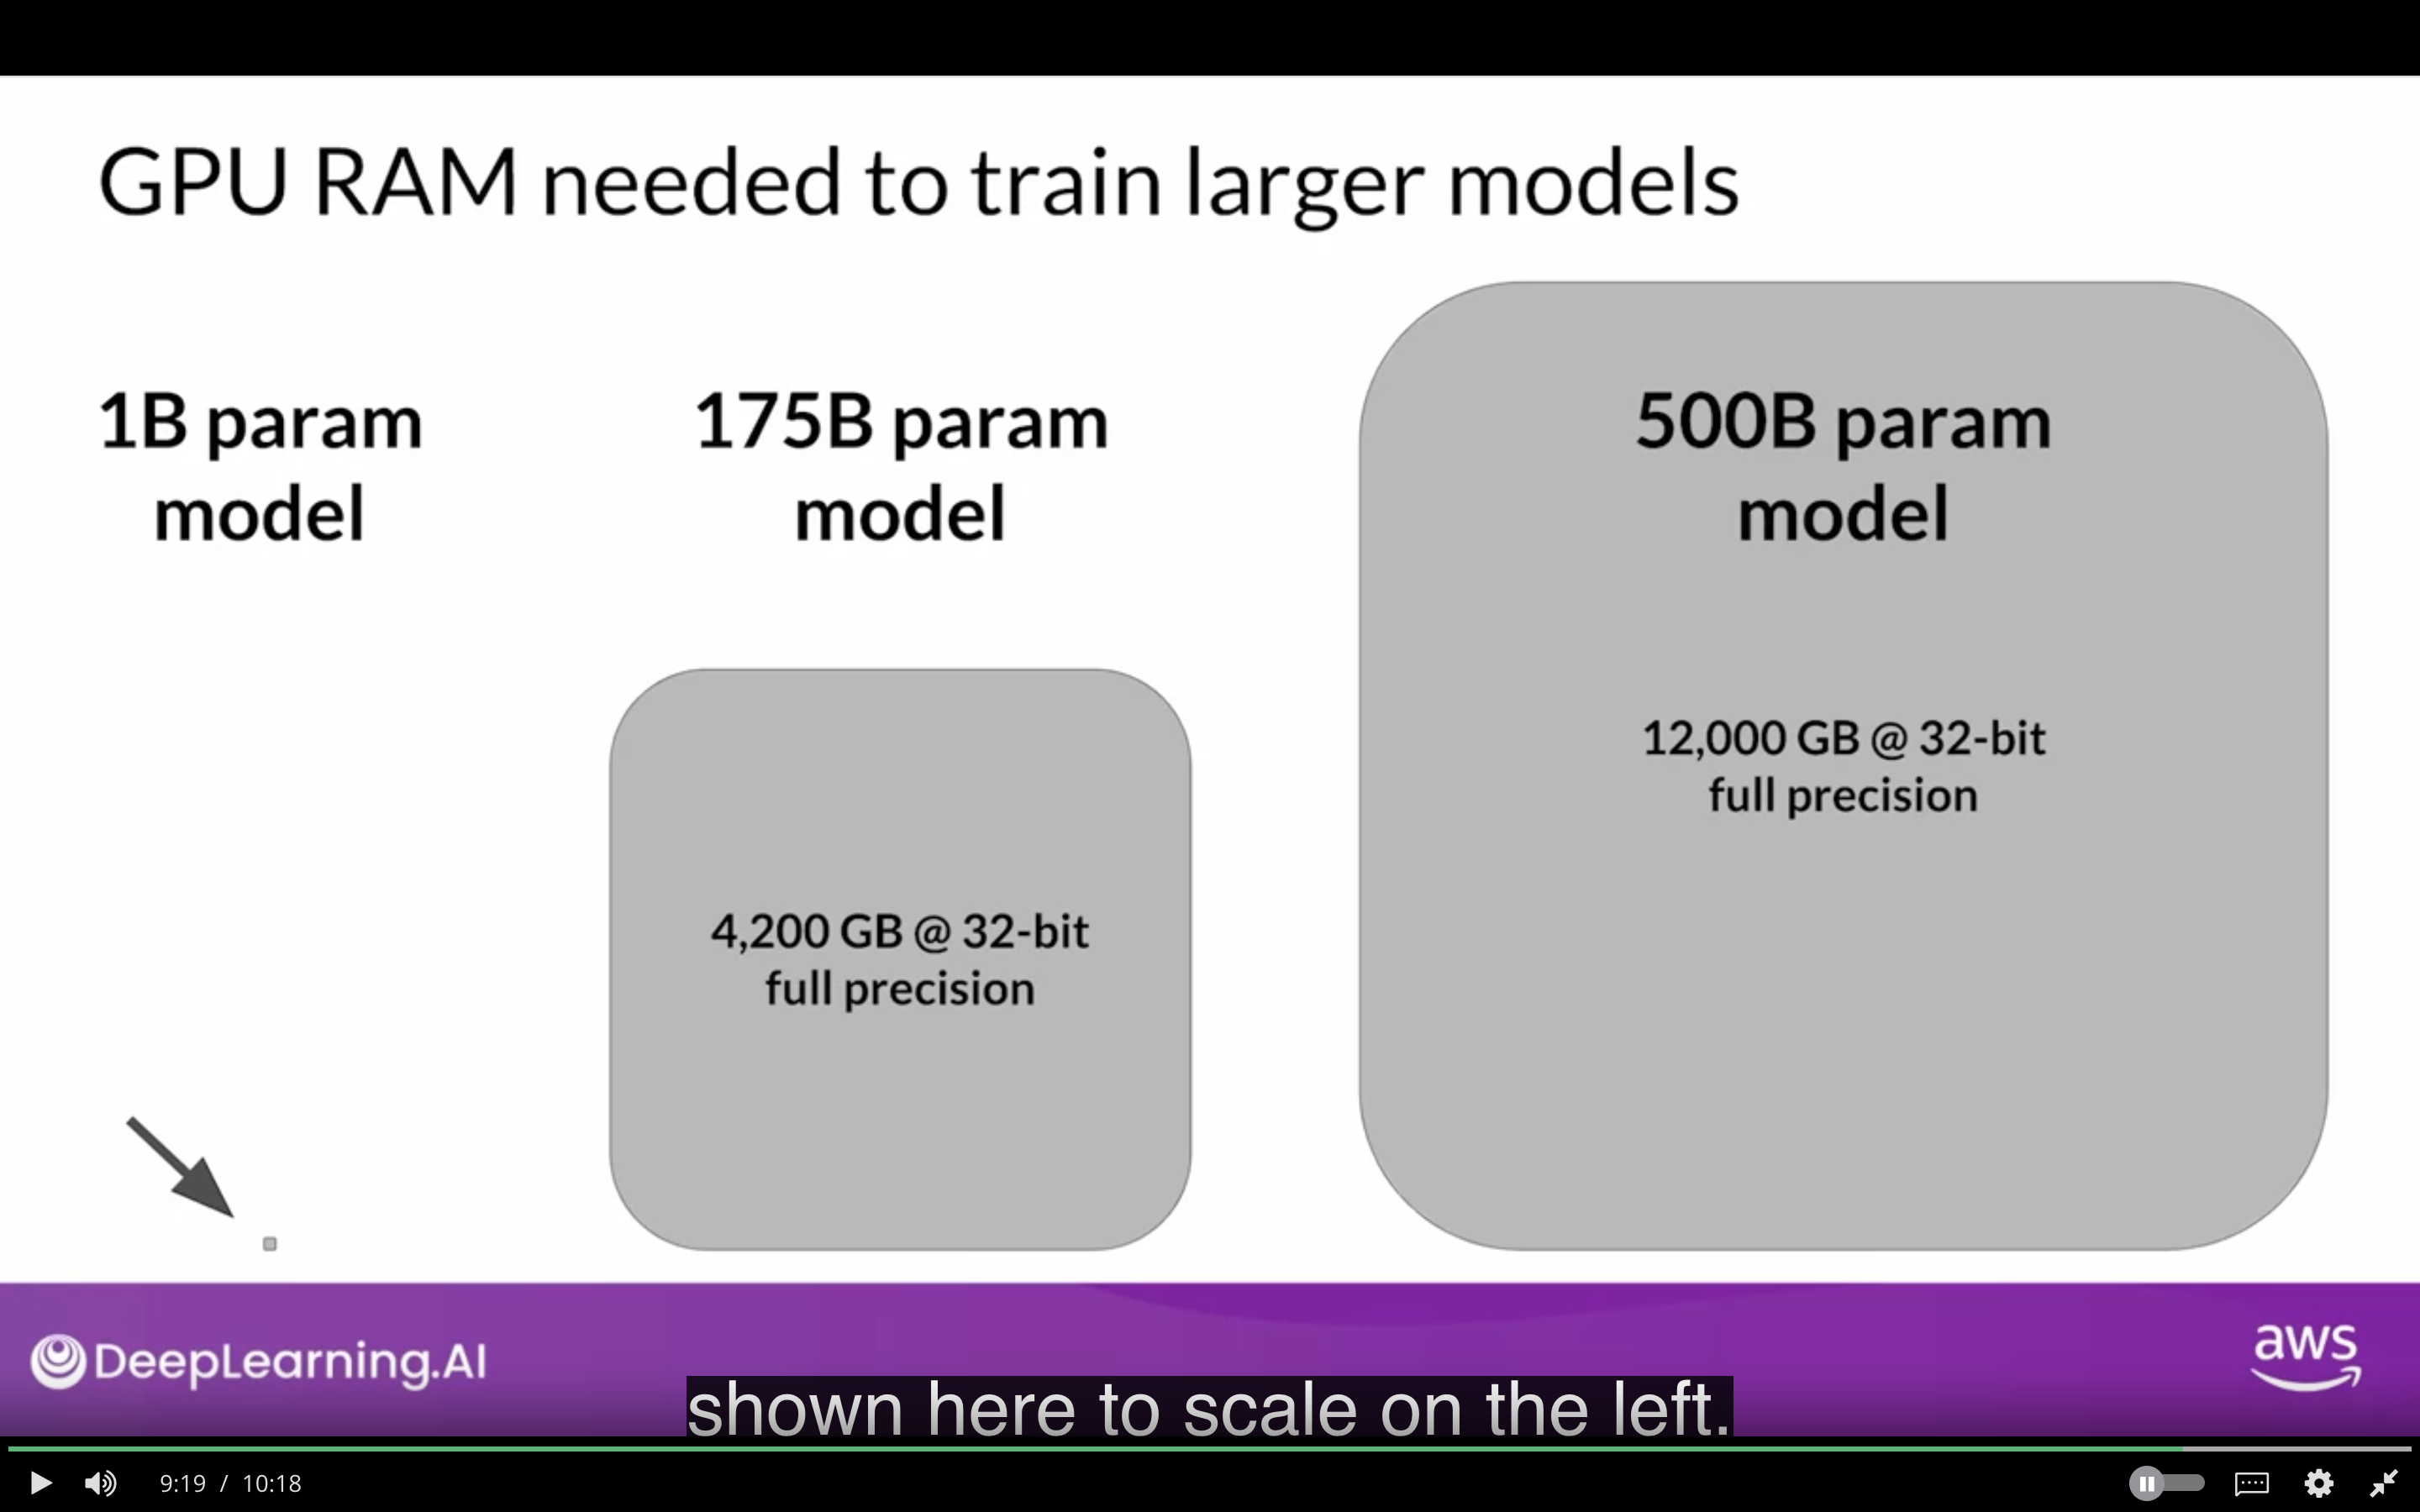 GPU RAM needed to train larger models
1B param
model
175B param
model
4,200 GB @ 32-bit
full precision
500B param
model
12,000 GB @ 32-bit
full precision
DeepLearning.AI
aws
shown here to scale on the left.
9:19 / 10:18